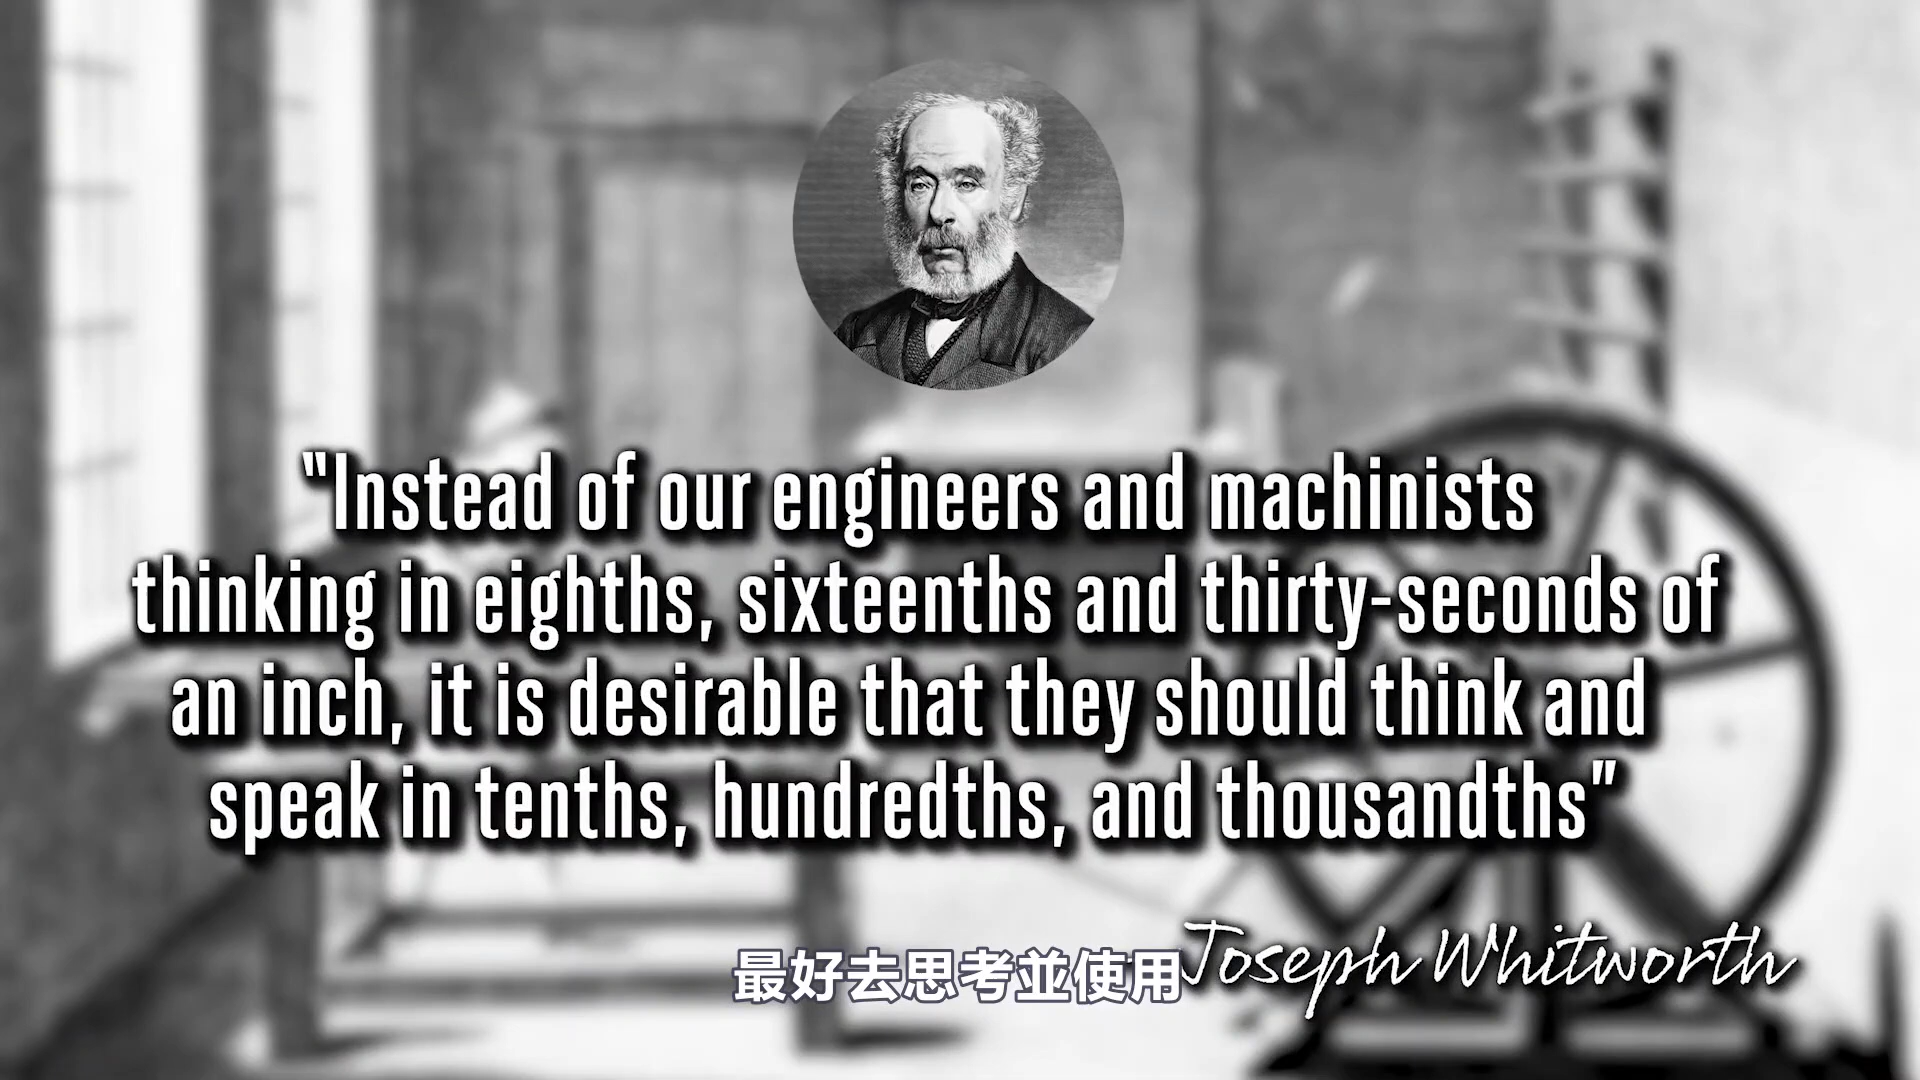 “Instead of our engineers and machinists
thinking in eighths, sixteenths and thirty-seconds of
an inch, it is desirable that they should think and
speak in tenths, hundredths, and thousandths”
- Joseph Whitworth
最好去思考並使用